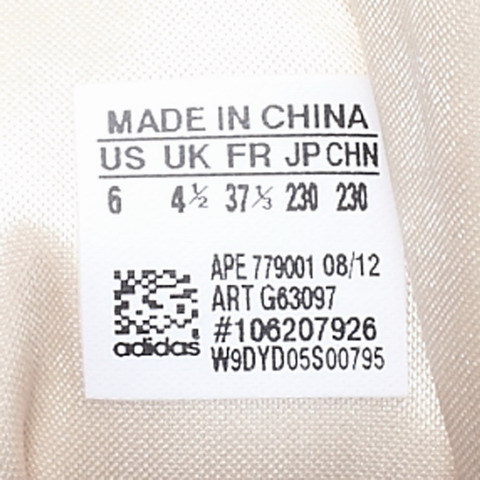 MADE IN CHINA
US UK FR JP CHN
6 4½ 37⅓ 230 230
APE 779001 08/12
ART G63097
#106207926
adidas W9DYD05S00795